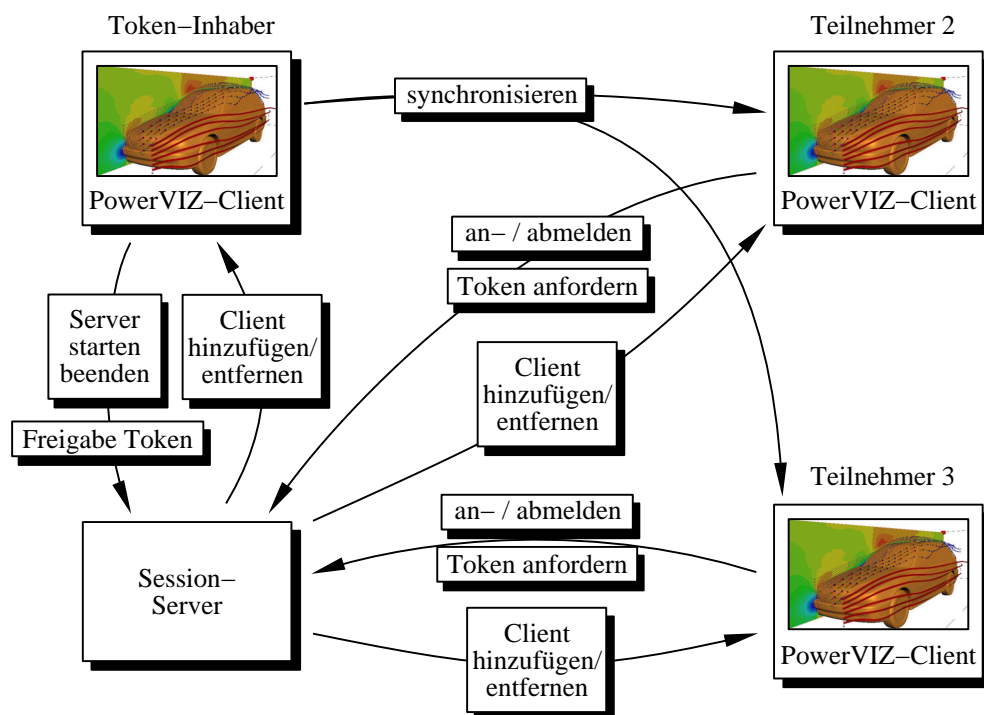 Token–Inhaber
Teilnehmer 2
synchronisieren
PowerVIZ–Client
PowerVIZ–Client
an– / abmelden
Token anfordern
Server
starten
beenden
Client
hinzufügen/
entfernen
Client
hinzufügen/
entfernen
Freigabe Token
Teilnehmer 3
an– / abmelden
Token anfordern
Session–
Server
Client
hinzufügen/
entfernen
PowerVIZ–Client